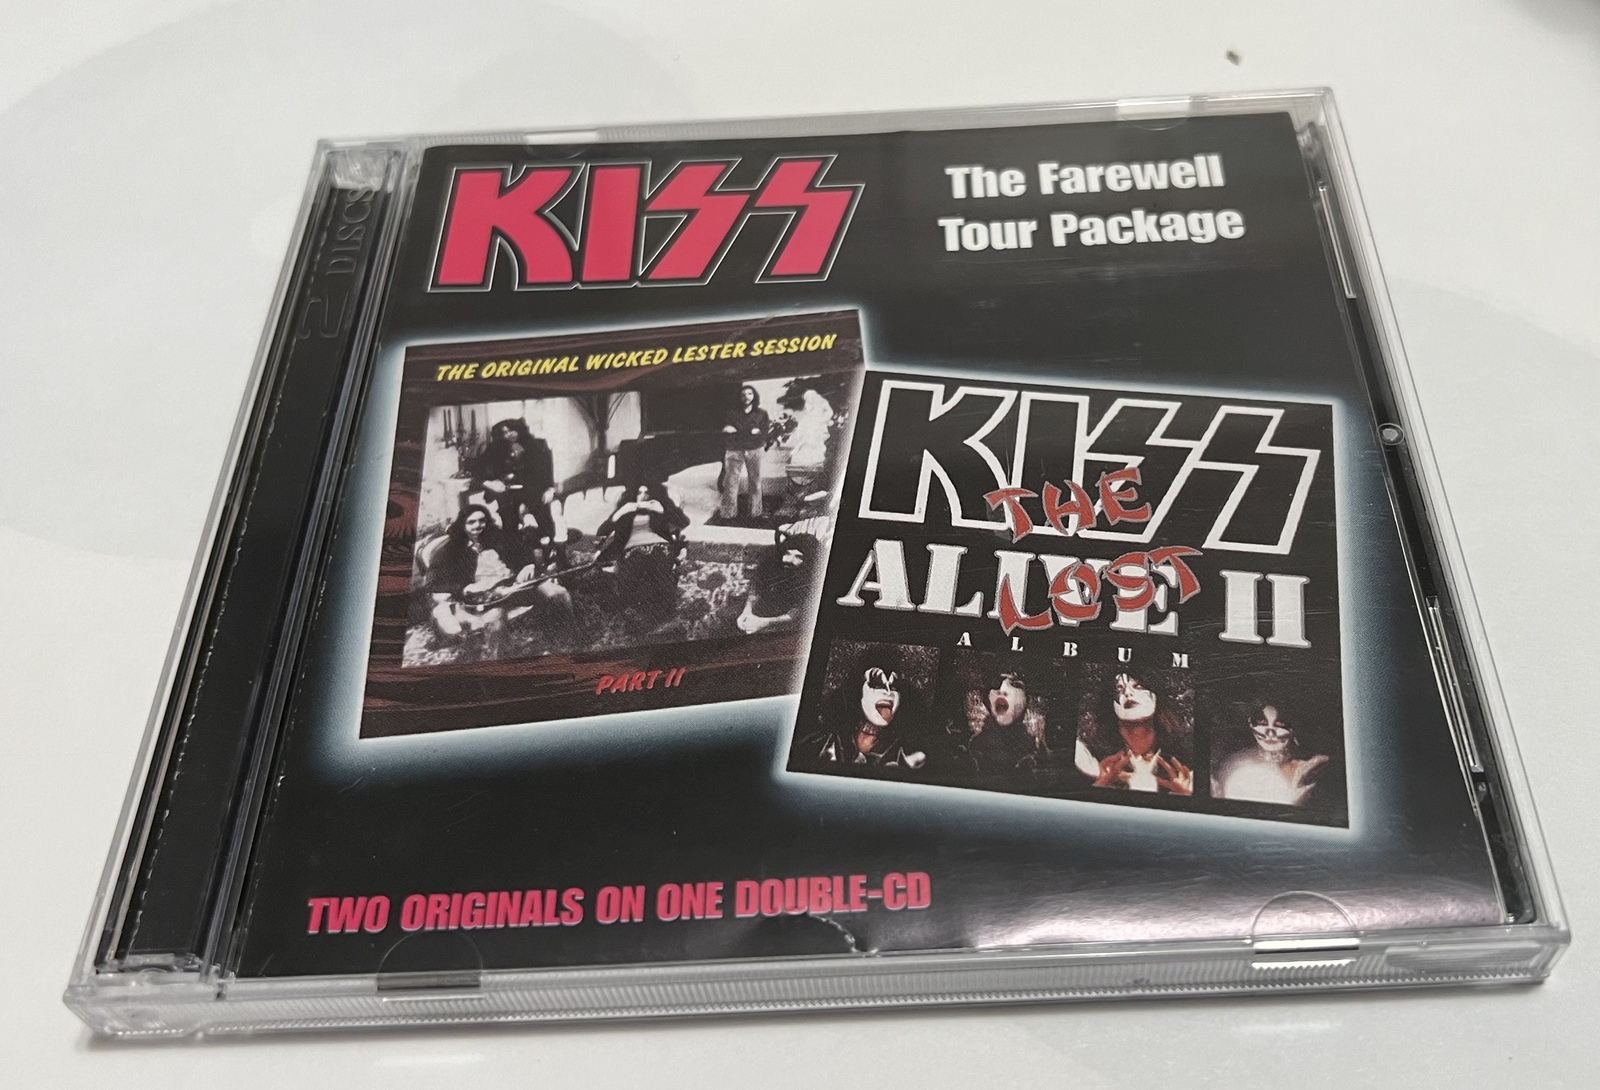 2 DISCS
KISS
The Farewell
Tour Package
THE ORIGINAL WICKED LESTER SESSION
PART II
KISS
THE
LOST
ALIVE II
ALBUM
TWO ORIGINALS ON ONE DOUBLE-CD